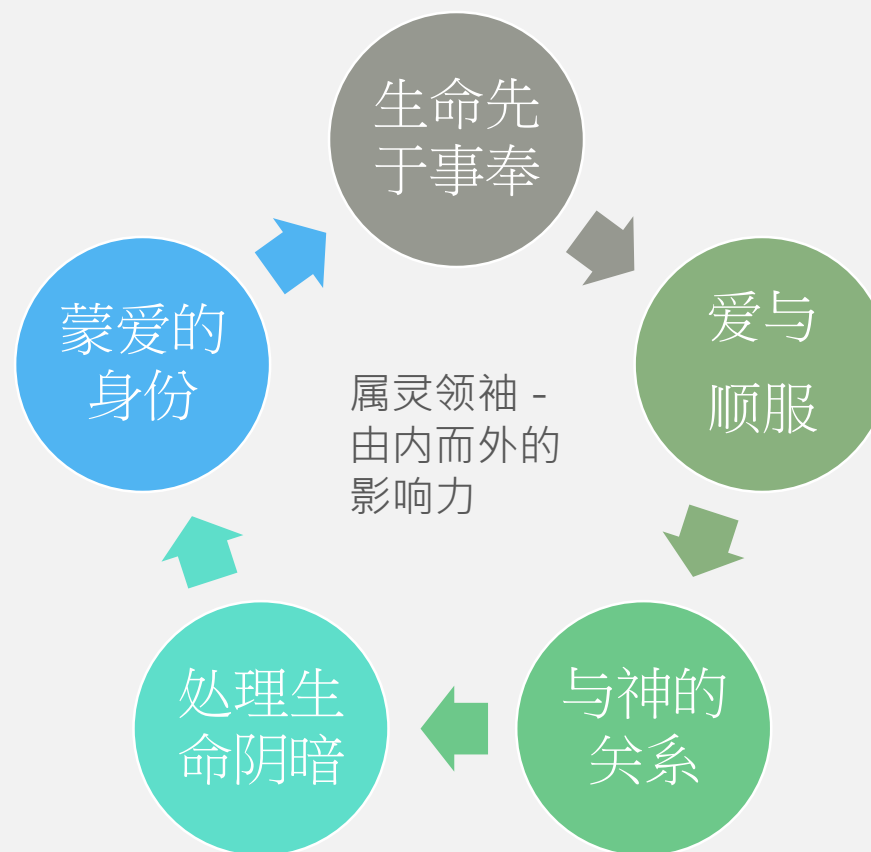 生命先
于事奉
爱与
顺服
与神的
关系
处理生
命阴暗
蒙爱的
身份
属灵领袖 -
由内而外的
影响力